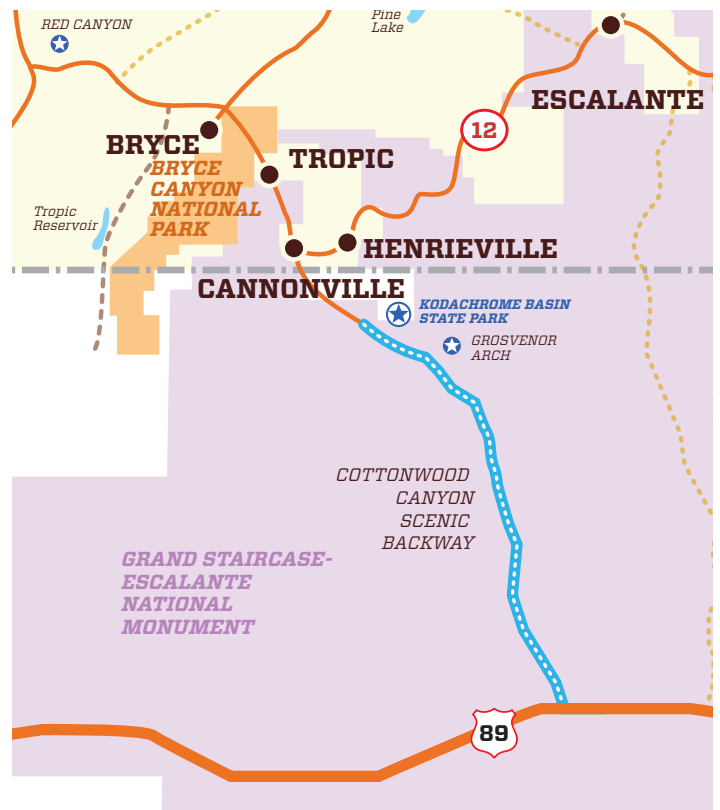 Pine
Lake
RED CANYON
ESCALANTE
12
BRYCE
TROPIC
BRYCE
CANYON
NATIONAL
PARK
Tropic
Reservoir
HENRIEVILLE
CANNONVILLE
KODACHROME BASIN
STATE PARK
GROSVENOR
ARCH
COTTONWOOD
CANYON
SCENIC
BACKWAY
GRAND STAIRCASE-
ESCALANTE
NATIONAL
MONUMENT
89